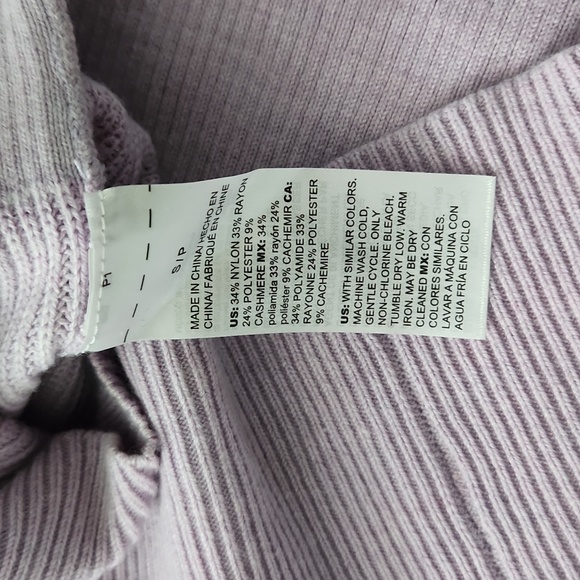 P1
S I P
MADE IN CHINA/ HECHO EN
CHINA/ FABRIQUÉ EN CHINE
US: 34% NYLON 33% RAYON
24% POLYESTER 9%
CASHMERE MX: 34%
poliamida 33% rayón 24%
poliéster 9% CACHEMIR CA:
34% POLYAMIDE 33%
RAYONNE 24% POLYESTER
9% CACHEMIRE
US: WITH SIMILAR COLORS.
MACHINE WASH COLD,
GENTLE CYCLE. ONLY
NON-CHLORINE BLEACH,
TUMBLE DRY LOW. WARM
IRON. MAY BE DRY
CLEANED MX: CON
COLORES SIMILARES.
LAVAR A MÁQUINA CON
AGUA FRÍA EN CICLO